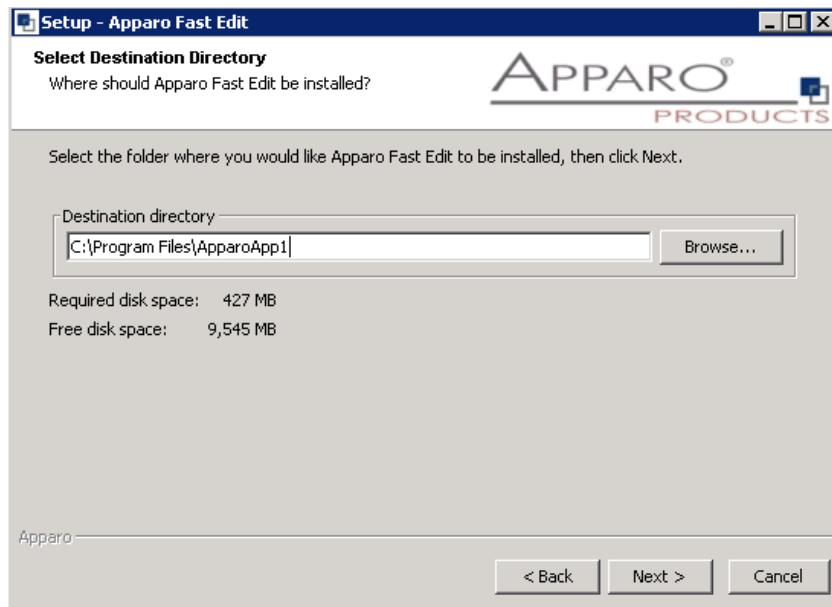 Setup - Apparo Fast Edit
Select Destination Directory
Where should Apparo Fast Edit be installed?
APPARO®
PRODUCTS
Select the folder where you would like Apparo Fast Edit to be installed, then click Next.
Destination directory
C:\Program Files\ApparoApp1
Browse...
Required disk space: 427 MB
Free disk space: 9,545 MB
Apparo
< Back Next > Cancel